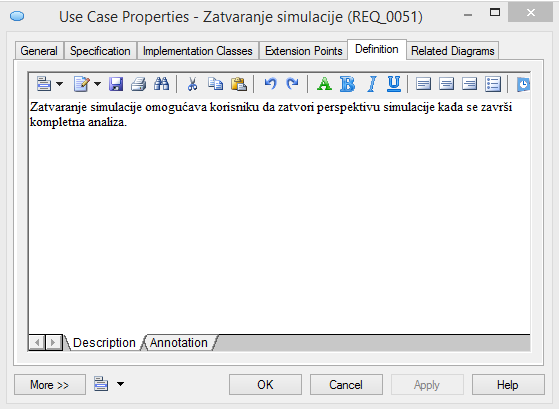 Use Case Properties - Zatvaranje simulacije (REQ_0051)
General Specification Implementation Classes Extension Points Definition Related Diagrams
A B I U
Zatvaranje simulacije omogućava korisniku da zatvori perspektivu simulacije kada se završi
kompletna analiza.
Description Annotation
More >> OK Cancel Apply Help